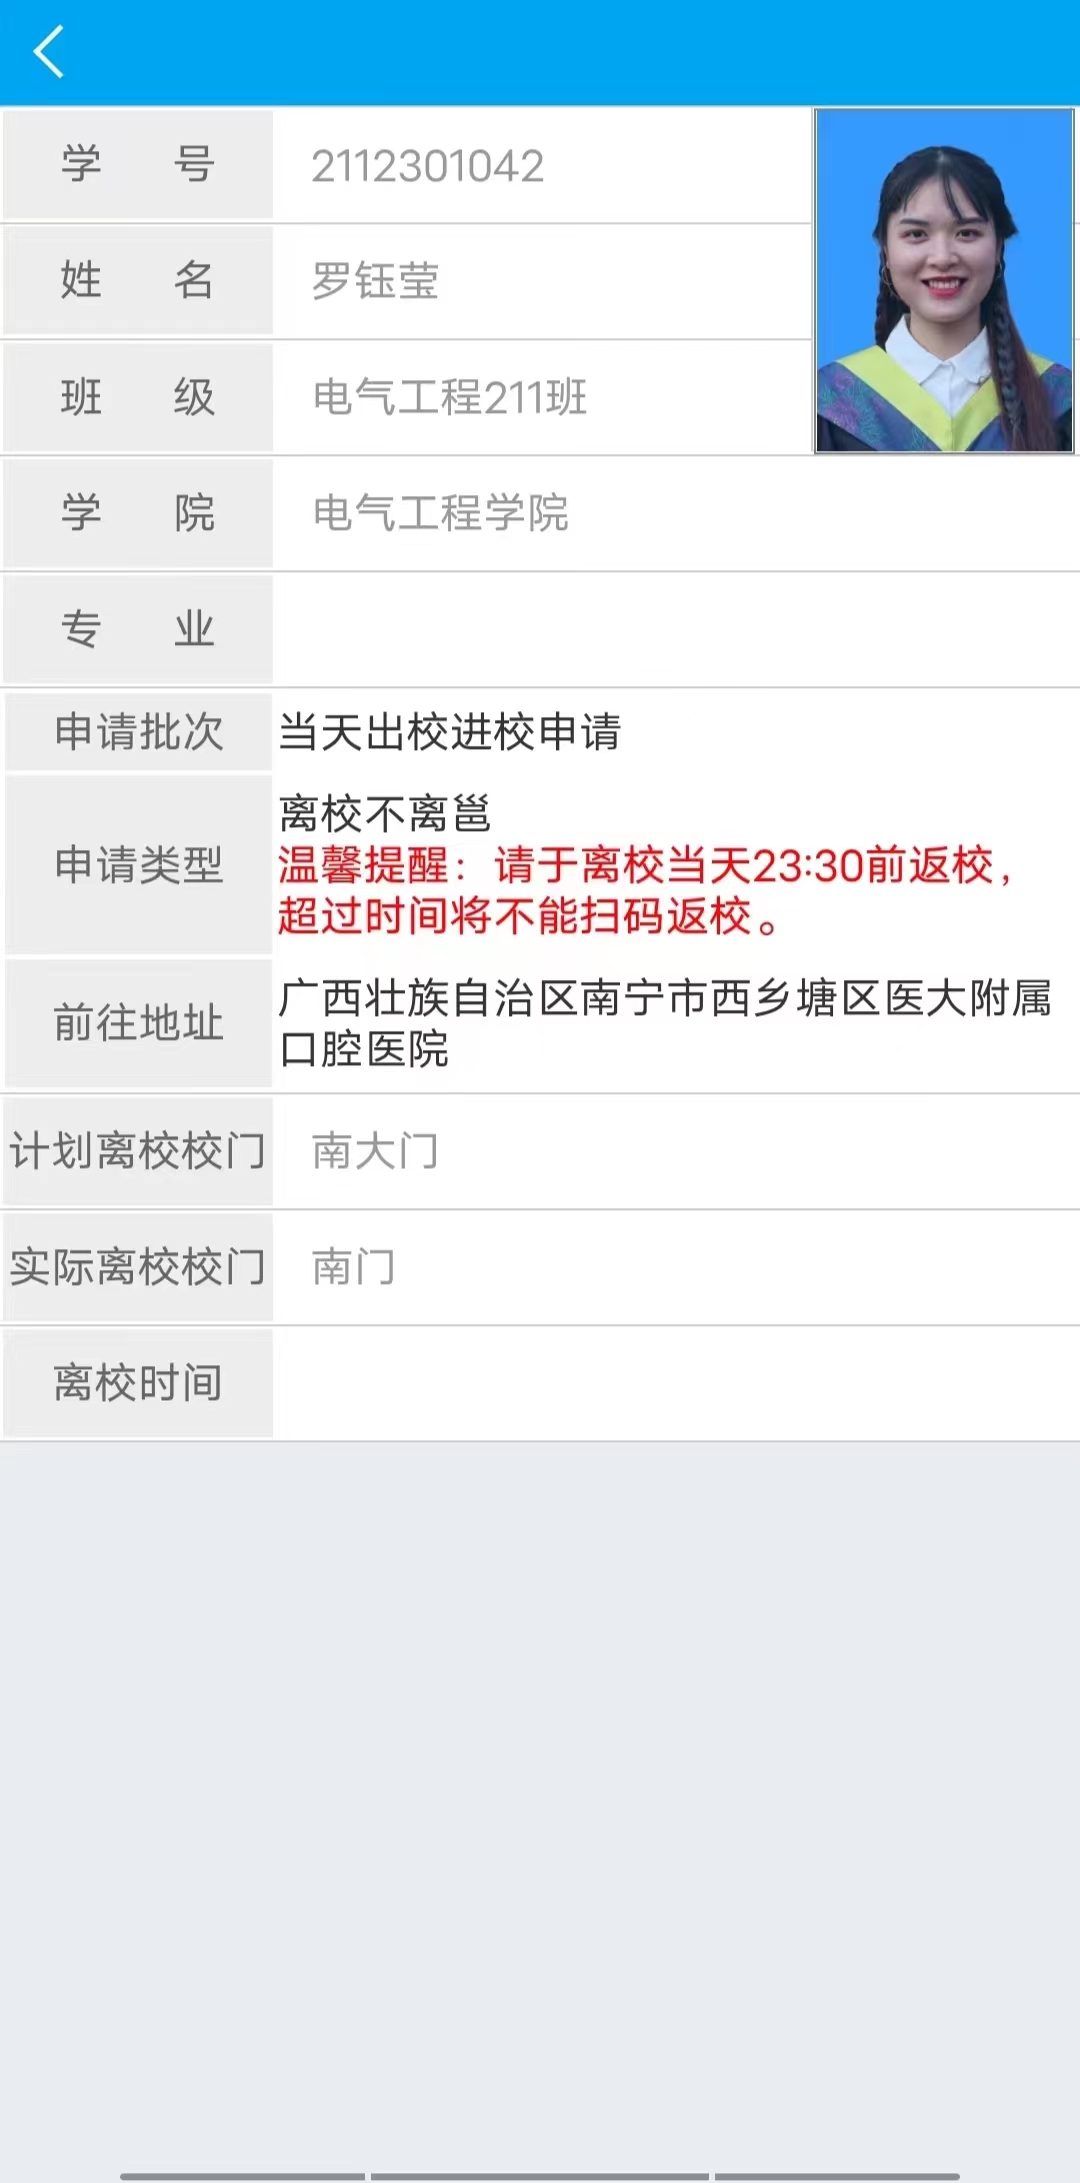 学 号 2112301042
姓 名 罗钰莹
班 级 电气工程211班
学 院 电气工程学院
专 业
申请批次 当天出校进校申请
申请类型 离校不离邕
温馨提醒：请于离校当天23:30前返校，
超过时间将不能扫码返校。
前往地址 广西壮族自治区南宁市西乡塘区医大附属
口腔医院
计划离校校门 南大门
实际离校校门 南门
离校时间